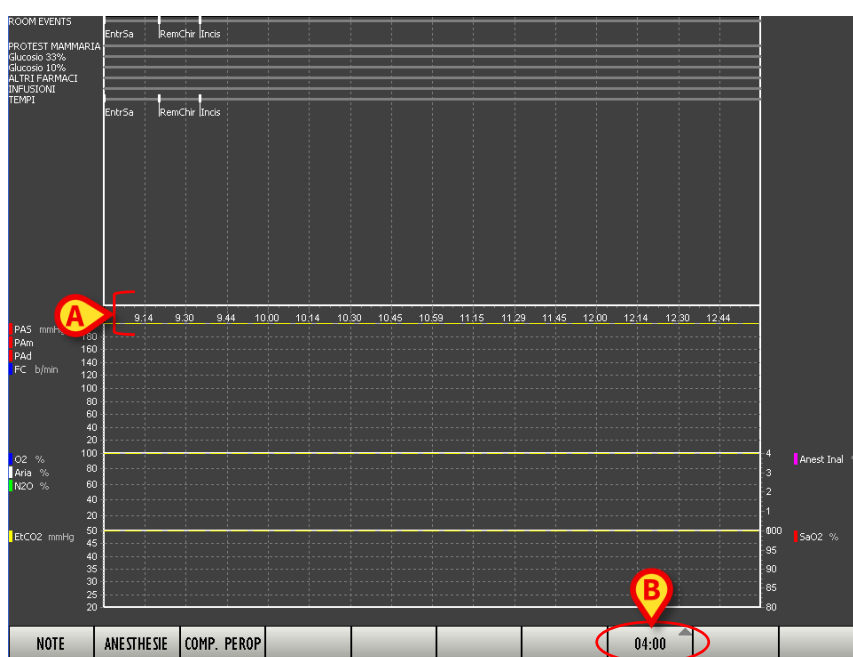 ROOM EVENTS
EntrSa RemChir Incis
PROTEST MAMMARIA
Glucosio 33%
Glucosio 10%
ALTRI FARMACI
INFUSIONI
TEMPI
EntrSa RemChir Incis
A
9.14 9.30 9.44 10.00 10.14 10.30 10.45 10.59 11.15 11.29 11.45 12.00 12.14 12.30 12.44
PAS mmHg
180
PAm
160
PAd
140
FC b/min
120
100
80
60
40
20
O2 % 100 4 Anest Inal
Aria % 80 3
N2O % 60
2
40
1
20
50 100
EtCO2 mmHg SaO2 %
45
95
40
35 90
30
85
25
20 80
B
NOTE ANESTHESIE COMP. PEROP 04:00